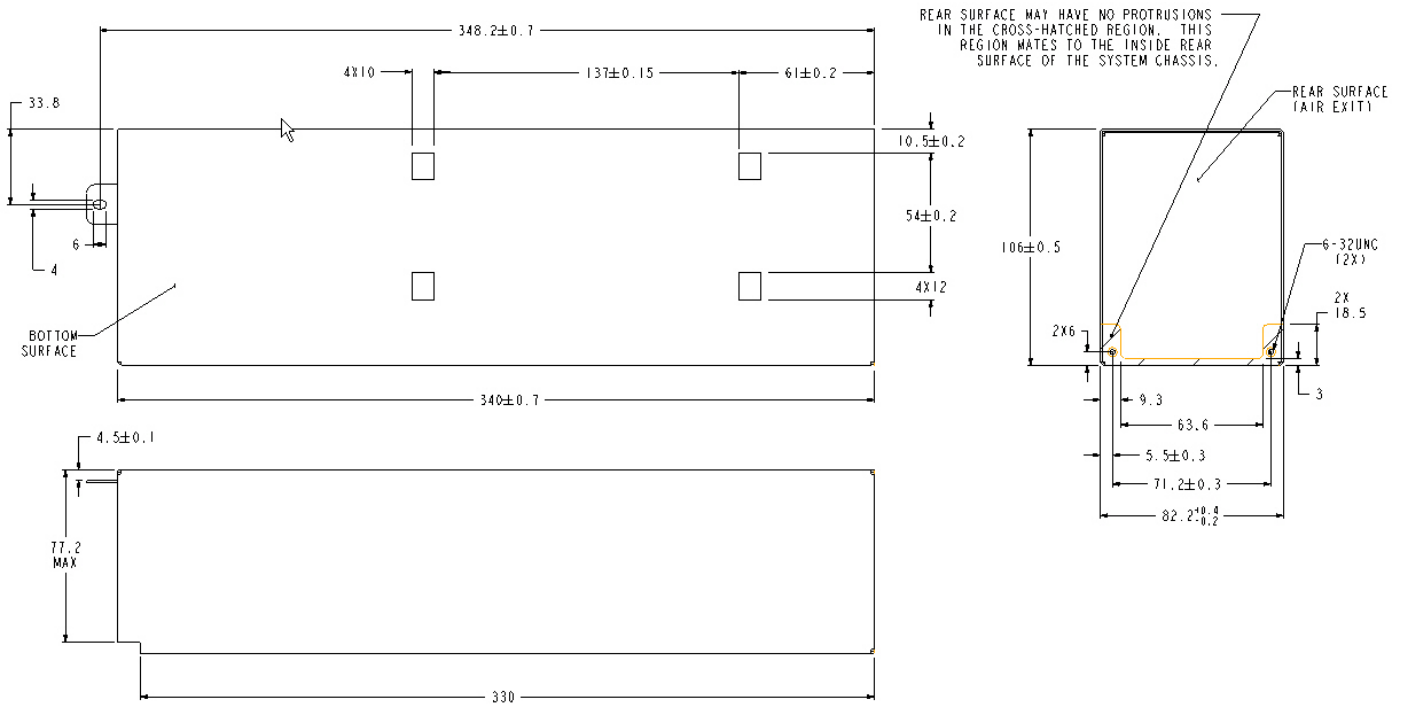 REAR SURFACE MAY HAVE NO PROTRUSIONS
IN THE CROSS-HATCHED REGION. THIS
REGION MATES TO THE INSIDE REAR
SURFACE OF THE SYSTEM CHASSIS.
348.2±0.7
4X10
137±0.15
61±0.2
33.8
REAR SURFACE
(AIR EXIT)
10.5±0.2
54±0.2
6
4
106±0.5
6-32UNC
(2X)
4X12
2X
18.5
BOTTOM
SURFACE
2X6
340±0.7
9.3
3
63.6
4.5±0.1
5.5±0.3
71.2±0.3
82.2+0.4
-0.2
77.2
MAX
330